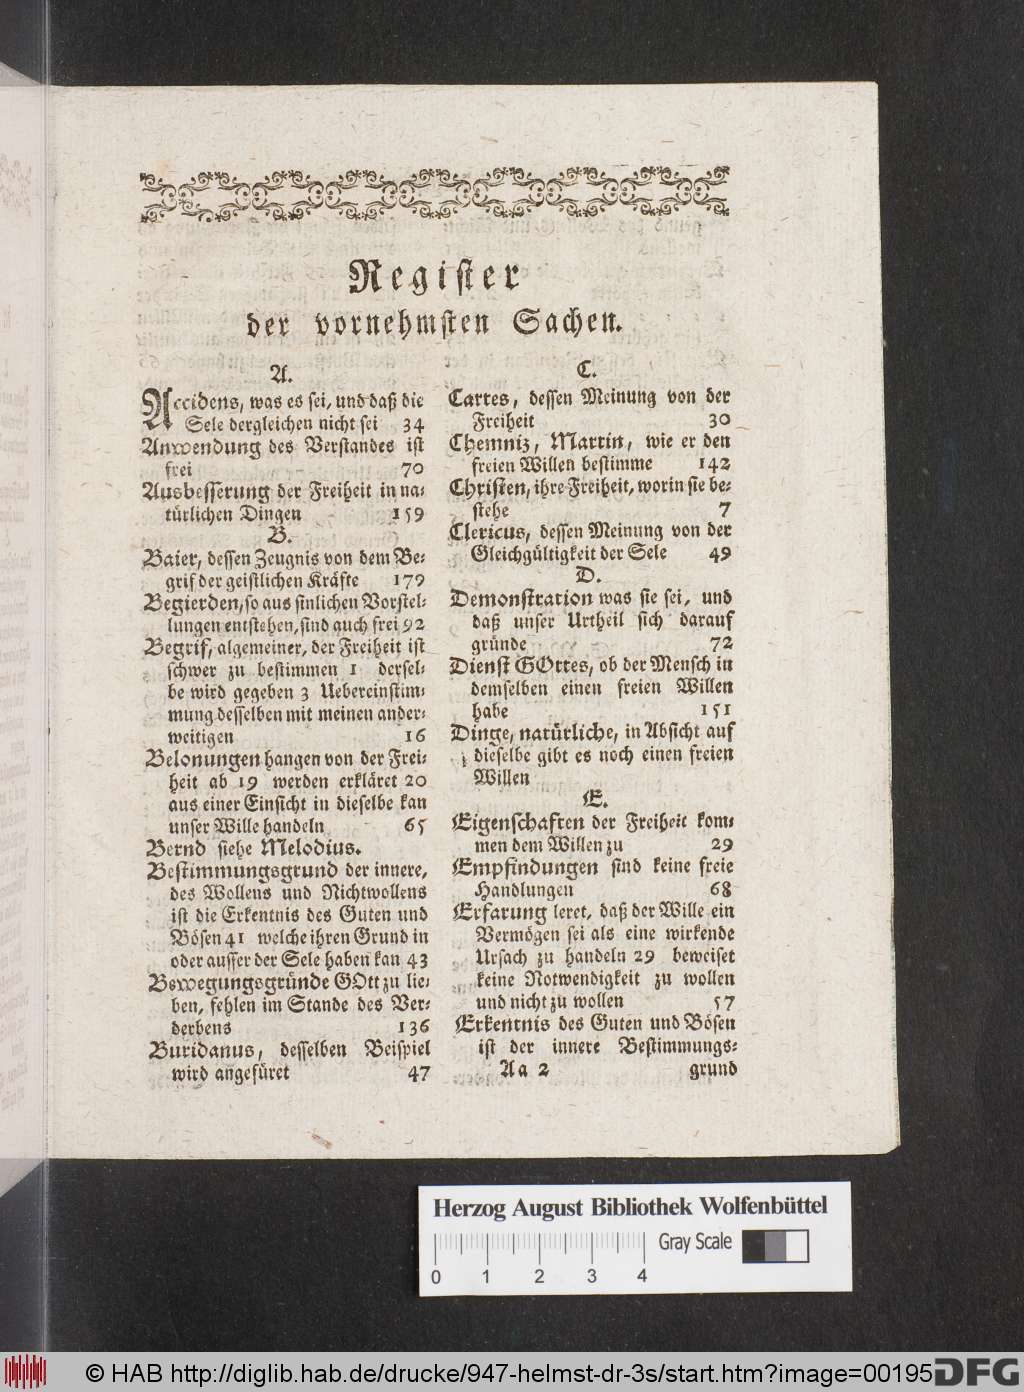 Register
der vornehmsten Sachen.
A.
Accidens, was es sei, und daß die
Sele dergleichen nicht sei 34
Anwendung des Verstandes ist
frei 70
Ausbesserung der Freiheit in na-
türlichen Dingen 159
B.
Baier, dessen Zeugnis von dem Be-
grif der geistlichen Kräfte 179
Begierden, so aus sinlichen Vorstel-
lungen entstehen, sind auch frei 92
Begrif, algemeiner, der Freiheit ist
schwer zu bestimmen 1 dersel-
be wird gegeben 3 Uebereinstim-
mung desselben mit meinen ander-
weitigen 16
Belonungen hangen von der Frei-
heit ab 19 werden erkläret 20
aus einer Einsicht in dieselbe kan
unser Wille handeln 65
Bernd siehe Melodius.
Bestimmungsgrund der innere,
des Wollens und Nichtwollens
ist die Erkentnis des Guten und
Bösen 41 welche ihren Grund in
oder ausser der Sele haben kan 43
Bewegungsgründe GOtt zu lie-
ben, fehlen im Stande des Ver-
derbens 136
Buridanus, desselben Beispiel
wird angefüret 47
C.
Cartes, dessen Meinung von der
Freiheit 30
Chemniz, Martin, wie er den
freien Willen bestimme 142
Christen, ihre Freiheit, worin sie be-
stehe 7
Clericus, dessen Meinung von der
Gleichgültigkeit der Sele 49
D.
Demonstration was sie sei, und
daß unser Urtheil sich darauf
gründe 72
Dienst GOttes, ob der Mensch in
demselben einen freien Willen
habe 151
Dinge, natürliche, in Absicht auf
dieselbe gibt es noch einen freien
Willen
E.
Eigenschaften der Freiheit kom-
men dem Willen zu 29
Empfindungen sind keine freie
Handlungen 68
Erfarung leret, daß der Wille ein
Vermögen sei als eine wirkende
Ursach zu handeln 29 beweiset
keine Notwendigkeit zu wollen
und nicht zu wollen 57
Erkentnis des Guten und Bösen
ist der innere Bestimmungs-
Aa 2 grund
Herzog August Bibliothek Wolfenbüttel
Gray Scale
0 1 2 3 4
© HAB http://diglib.hab.de/drucke/947-helmst-dr-3s/start.htm?image=00195
DFG